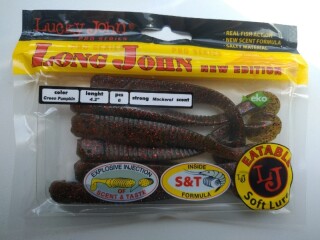 Lucky John
PRO SERIES
• REAL FISH ACTION
• NEW SCENT FORMULA
• SALTY MATERIAL
LONG JOHN NEW EDITION
color
Green Pumpkin
lenght
4.2"
pcs
6
strong Mackerel scent
eko
EXPLOSIVE INJECTION
OF
SCENT & TASTE
INSIDE
S&T
FORMULA
EATABLE
LJ
Soft Lure